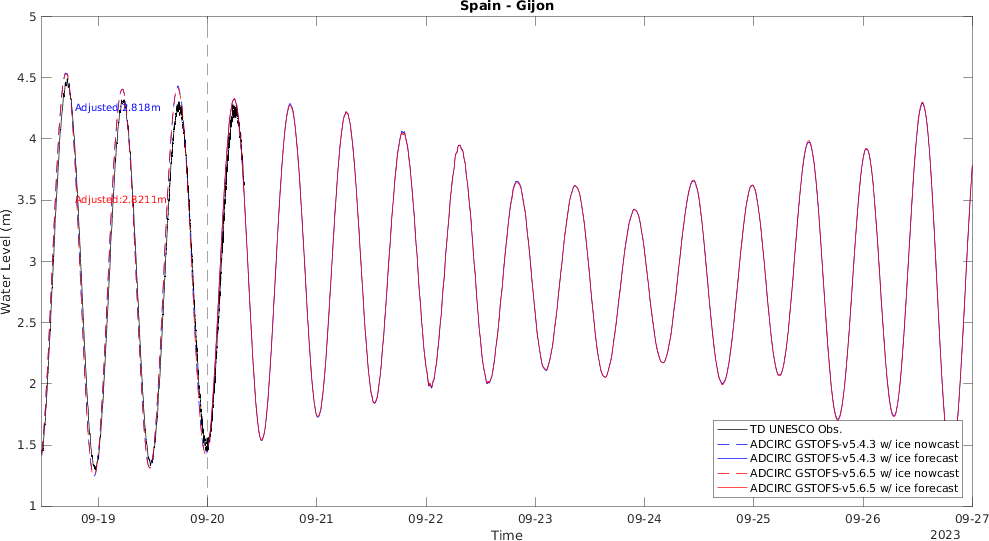 Spain - Gijon
5
4.5
4
3.5
3
2.5
2
1.5
1
Water Level (m)
Adjusted:2.818m
Adjusted:2.8211m
TD UNESCO Obs.
ADCIRC GSTOFS-v5.4.3 w/ ice nowcast
ADCIRC GSTOFS-v5.4.3 w/ ice forecast
ADCIRC GSTOFS-v5.6.5 w/ ice nowcast
ADCIRC GSTOFS-v5.6.5 w/ ice forecast
09-19 09-20 09-21 09-22 09-23 09-24 09-25 09-26 09-27
Time
2023